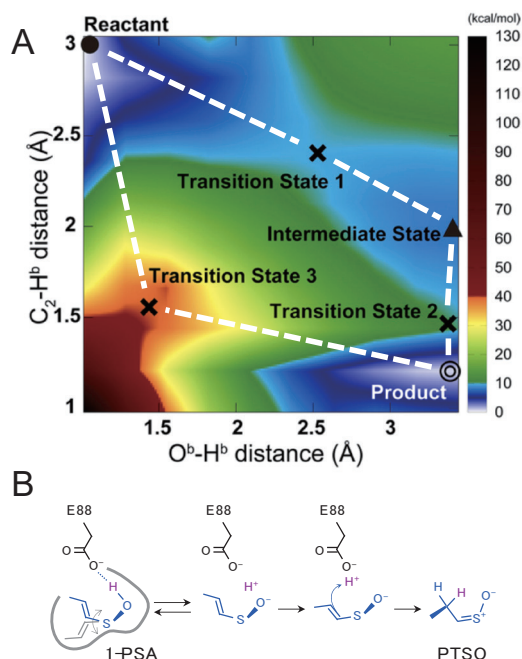 A
Reactant
(kcal/mol)
3
2.5
2
1.5
1
C₂-Hᵇ distance (Å)
Transition State 1
Intermediate State
Transition State 3
Transition State 2
Product
1.5
2
2.5
3
Oᵇ-Hᵇ distance (Å)
130
120
110
100
90
80
70
60
50
40
30
20
10
0
B
E88 E88 E88
O O⁻ O O⁻ O O⁻
H H⁺ H⁺ H H
O O⁻ O⁻ O⁻
S S S S⁺
1-PSA PTSO